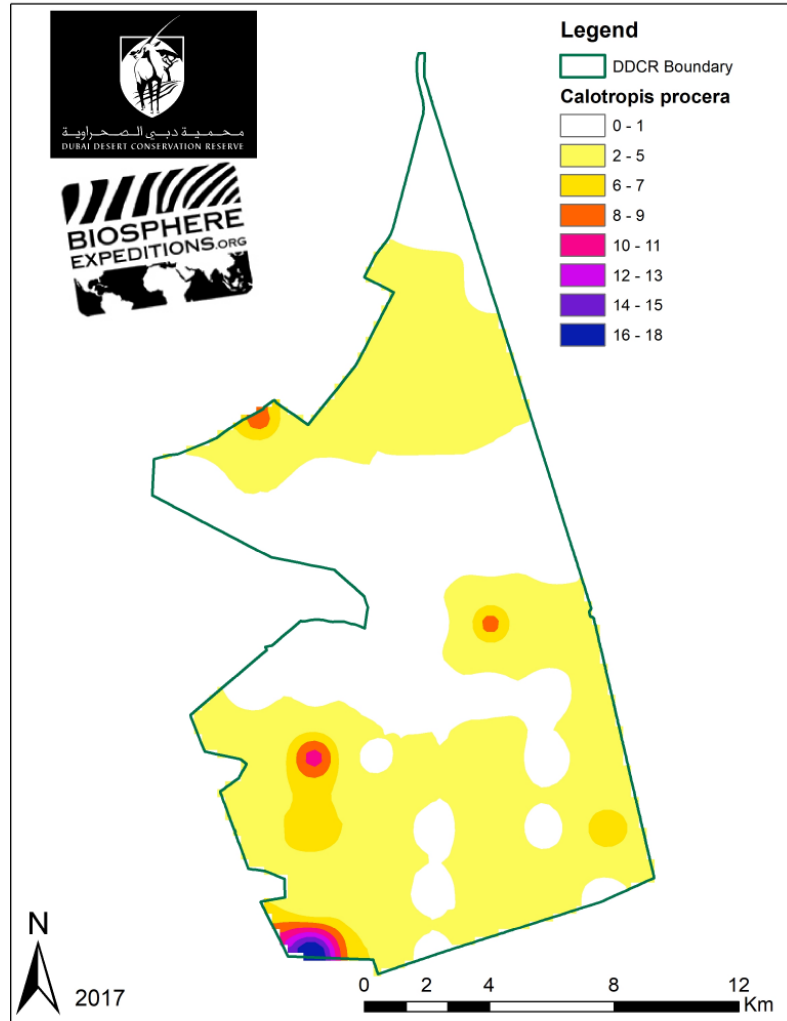 محمية دبي الصحراوية
DUBAI DESERT CONSERVATION RESERVE
BIOSPHERE
EXPEDITIONS.ORG
Legend
DDCR Boundary
Calotropis procera
0 - 1
2 - 5
6 - 7
8 - 9
10 - 11
12 - 13
14 - 15
16 - 18
N
2017
0 2 4 8 12
Km